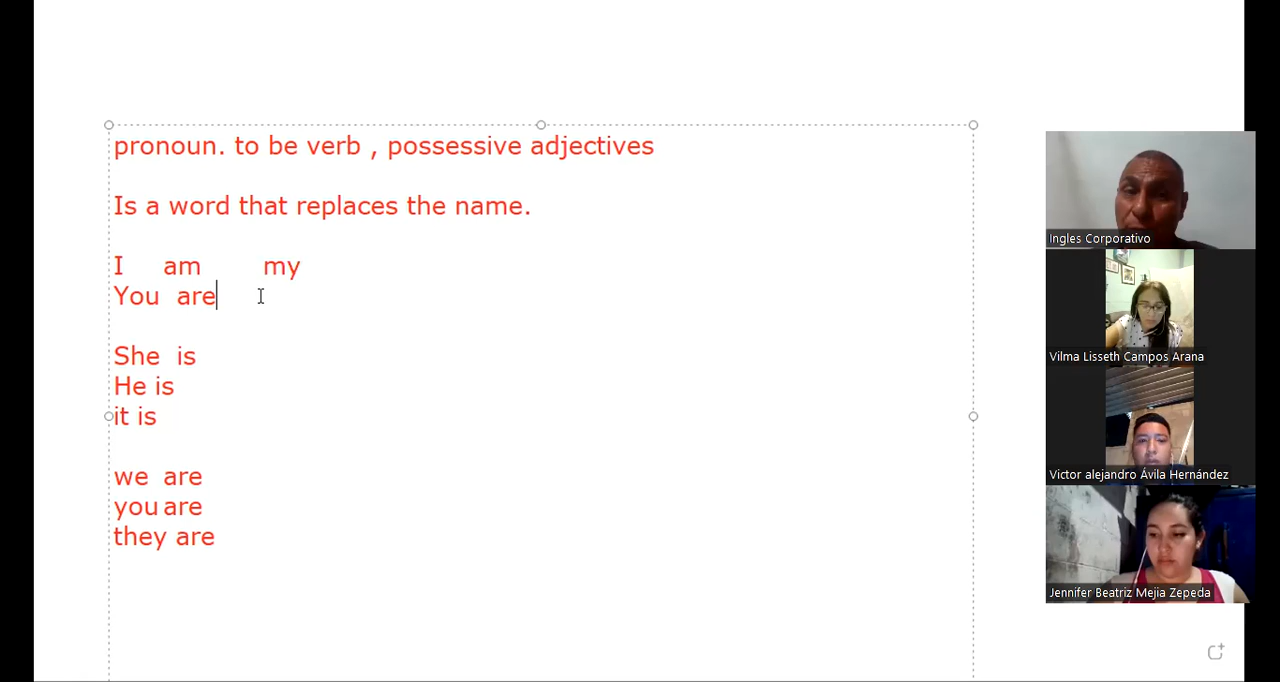 pronoun. to be verb , possessive adjectives
Is a word that replaces the name.
I am my
You are
She is
He is
it is
we are
you are
they are
Ingles Corporativo
Vilma Lisseth Campos Arana
Victor alejandro Ávila Hernández
Jennifer Beatriz Mejia Zepeda